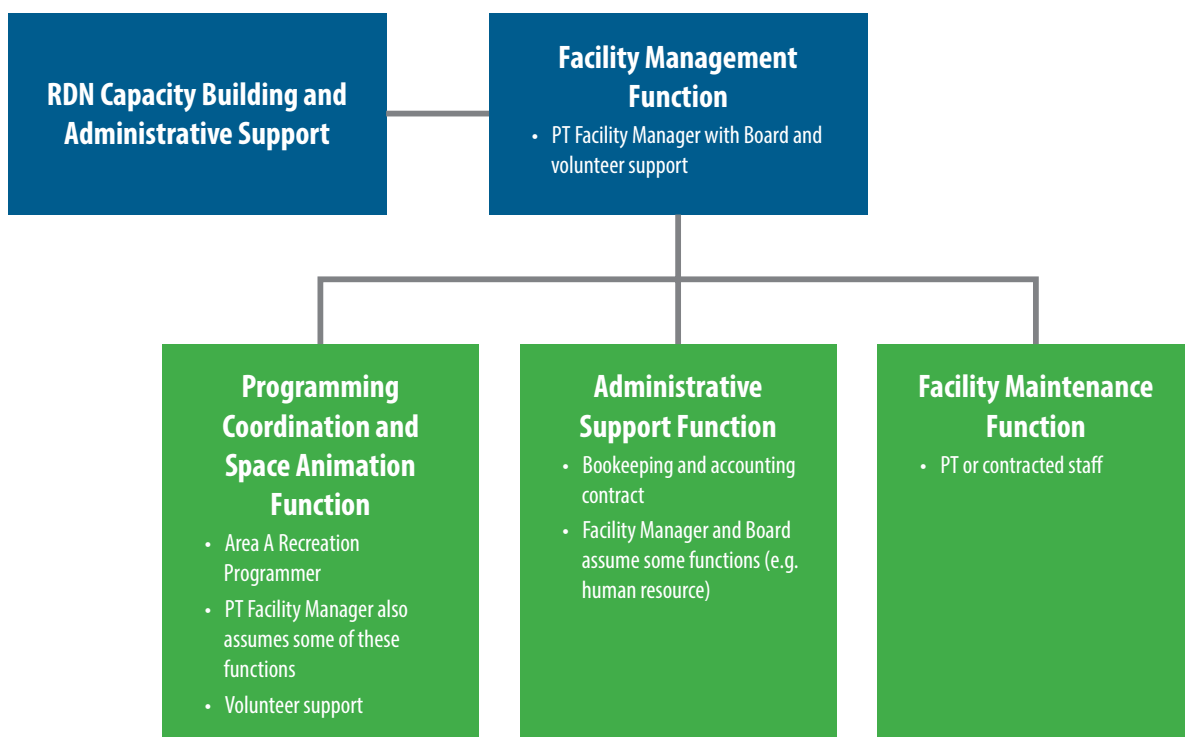 RDN Capacity Building and
Administrative Support
Facility Management
Function
• PT Facility Manager with Board and
volunteer support
Programming
Coordination and
Space Animation
Function
• Area A Recreation
Programmer
• PT Facility Manager also
assumes some of these
functions
• Volunteer support
Administrative
Support Function
• Bookeeping and accounting
contract
• Facility Manager and Board
assume some functions (e.g.
human resource)
Facility Maintenance
Function
• PT or contracted staff